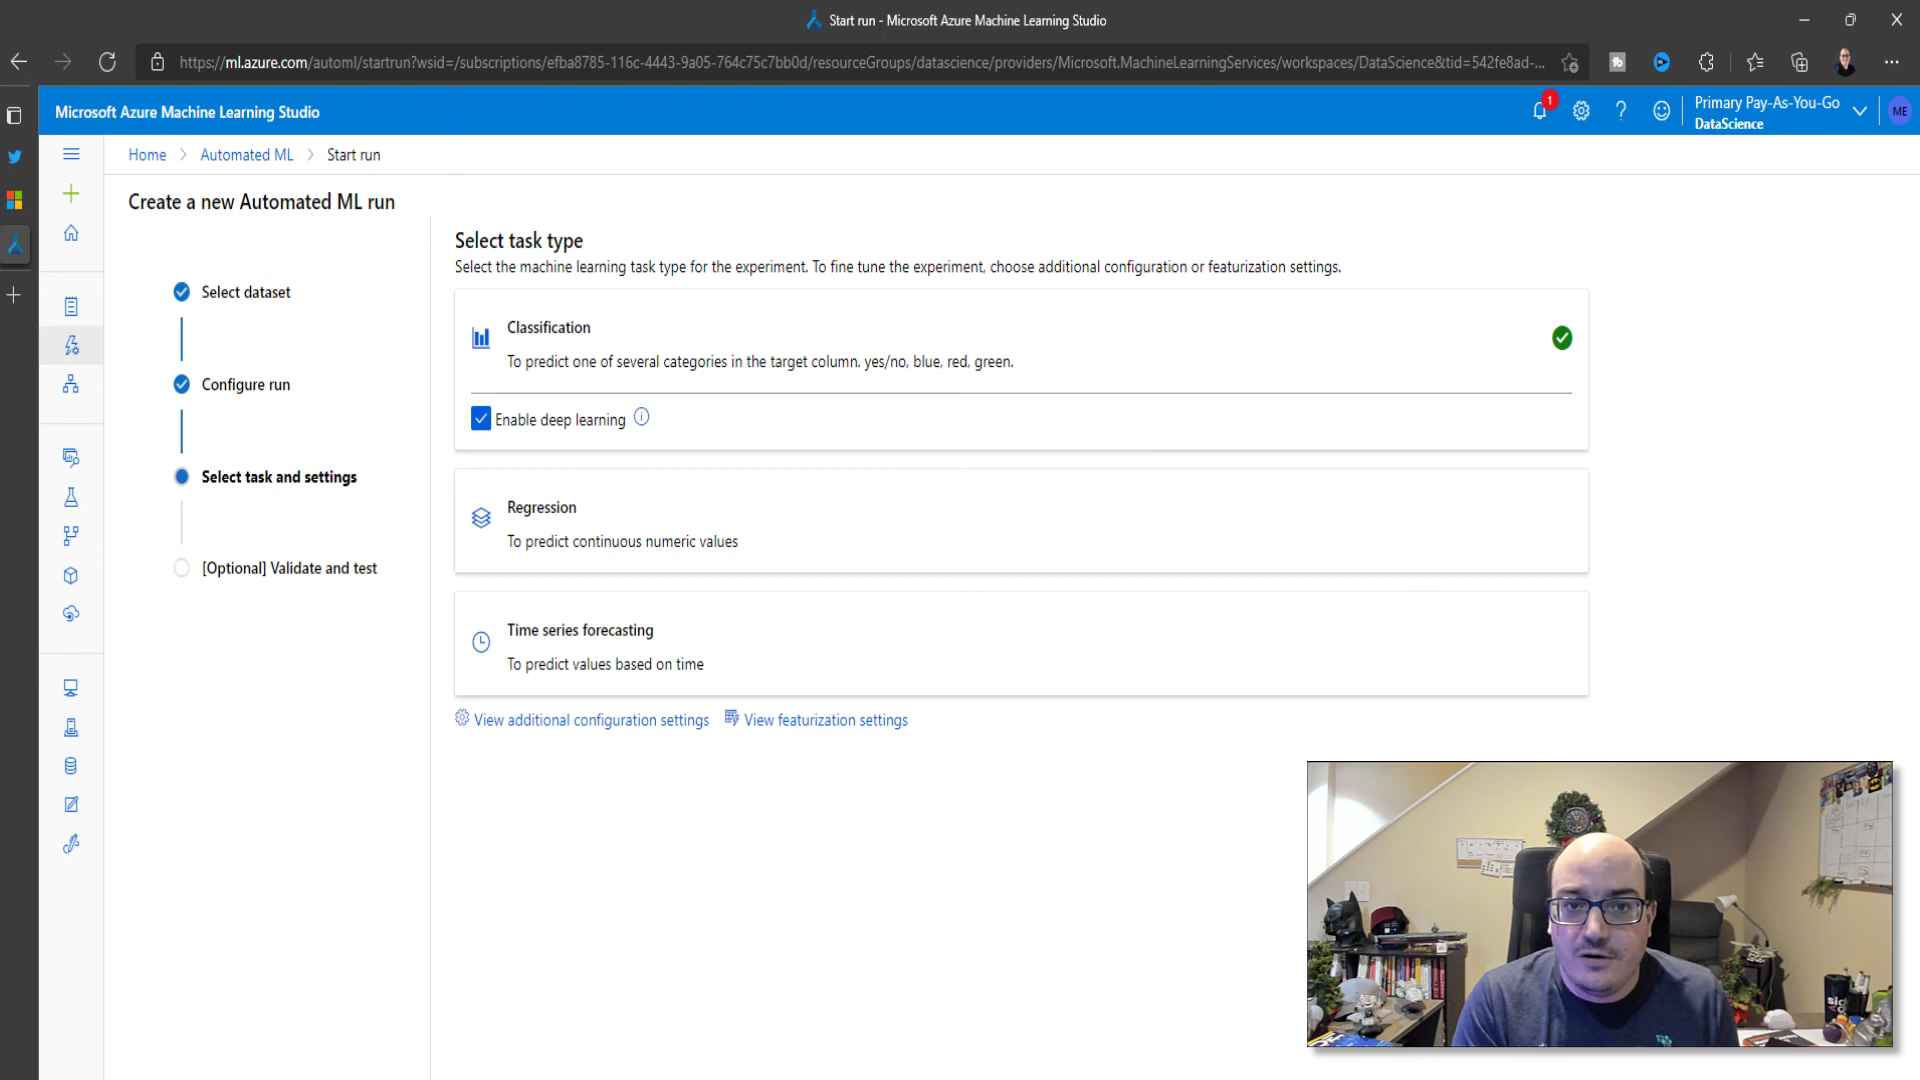 Start run - Microsoft Azure Machine Learning Studio
https://ml.azure.com/automl/startrun?wsid=/subscriptions/efba8785-116c-4443-9a05-764c75c7bb0d/resourceGroups/datascience/providers/Microsoft.MachineLearningServices/workspaces/DataScience&tid=542fe8ad-...
Microsoft Azure Machine Learning Studio
1
Primary Pay-As-You-Go
DataScience
ME
Home > Automated ML > Start run
Create a new Automated ML run
Select dataset
Configure run
Select task and settings
[Optional] Validate and test
Select task type
Select the machine learning task type for the experiment. To fine tune the experiment, choose additional configuration or featurization settings.
Classification
To predict one of several categories in the target column. yes/no, blue, red, green.
Enable deep learning
Regression
To predict continuous numeric values
Time series forecasting
To predict values based on time
View additional configuration settings
View featurization settings